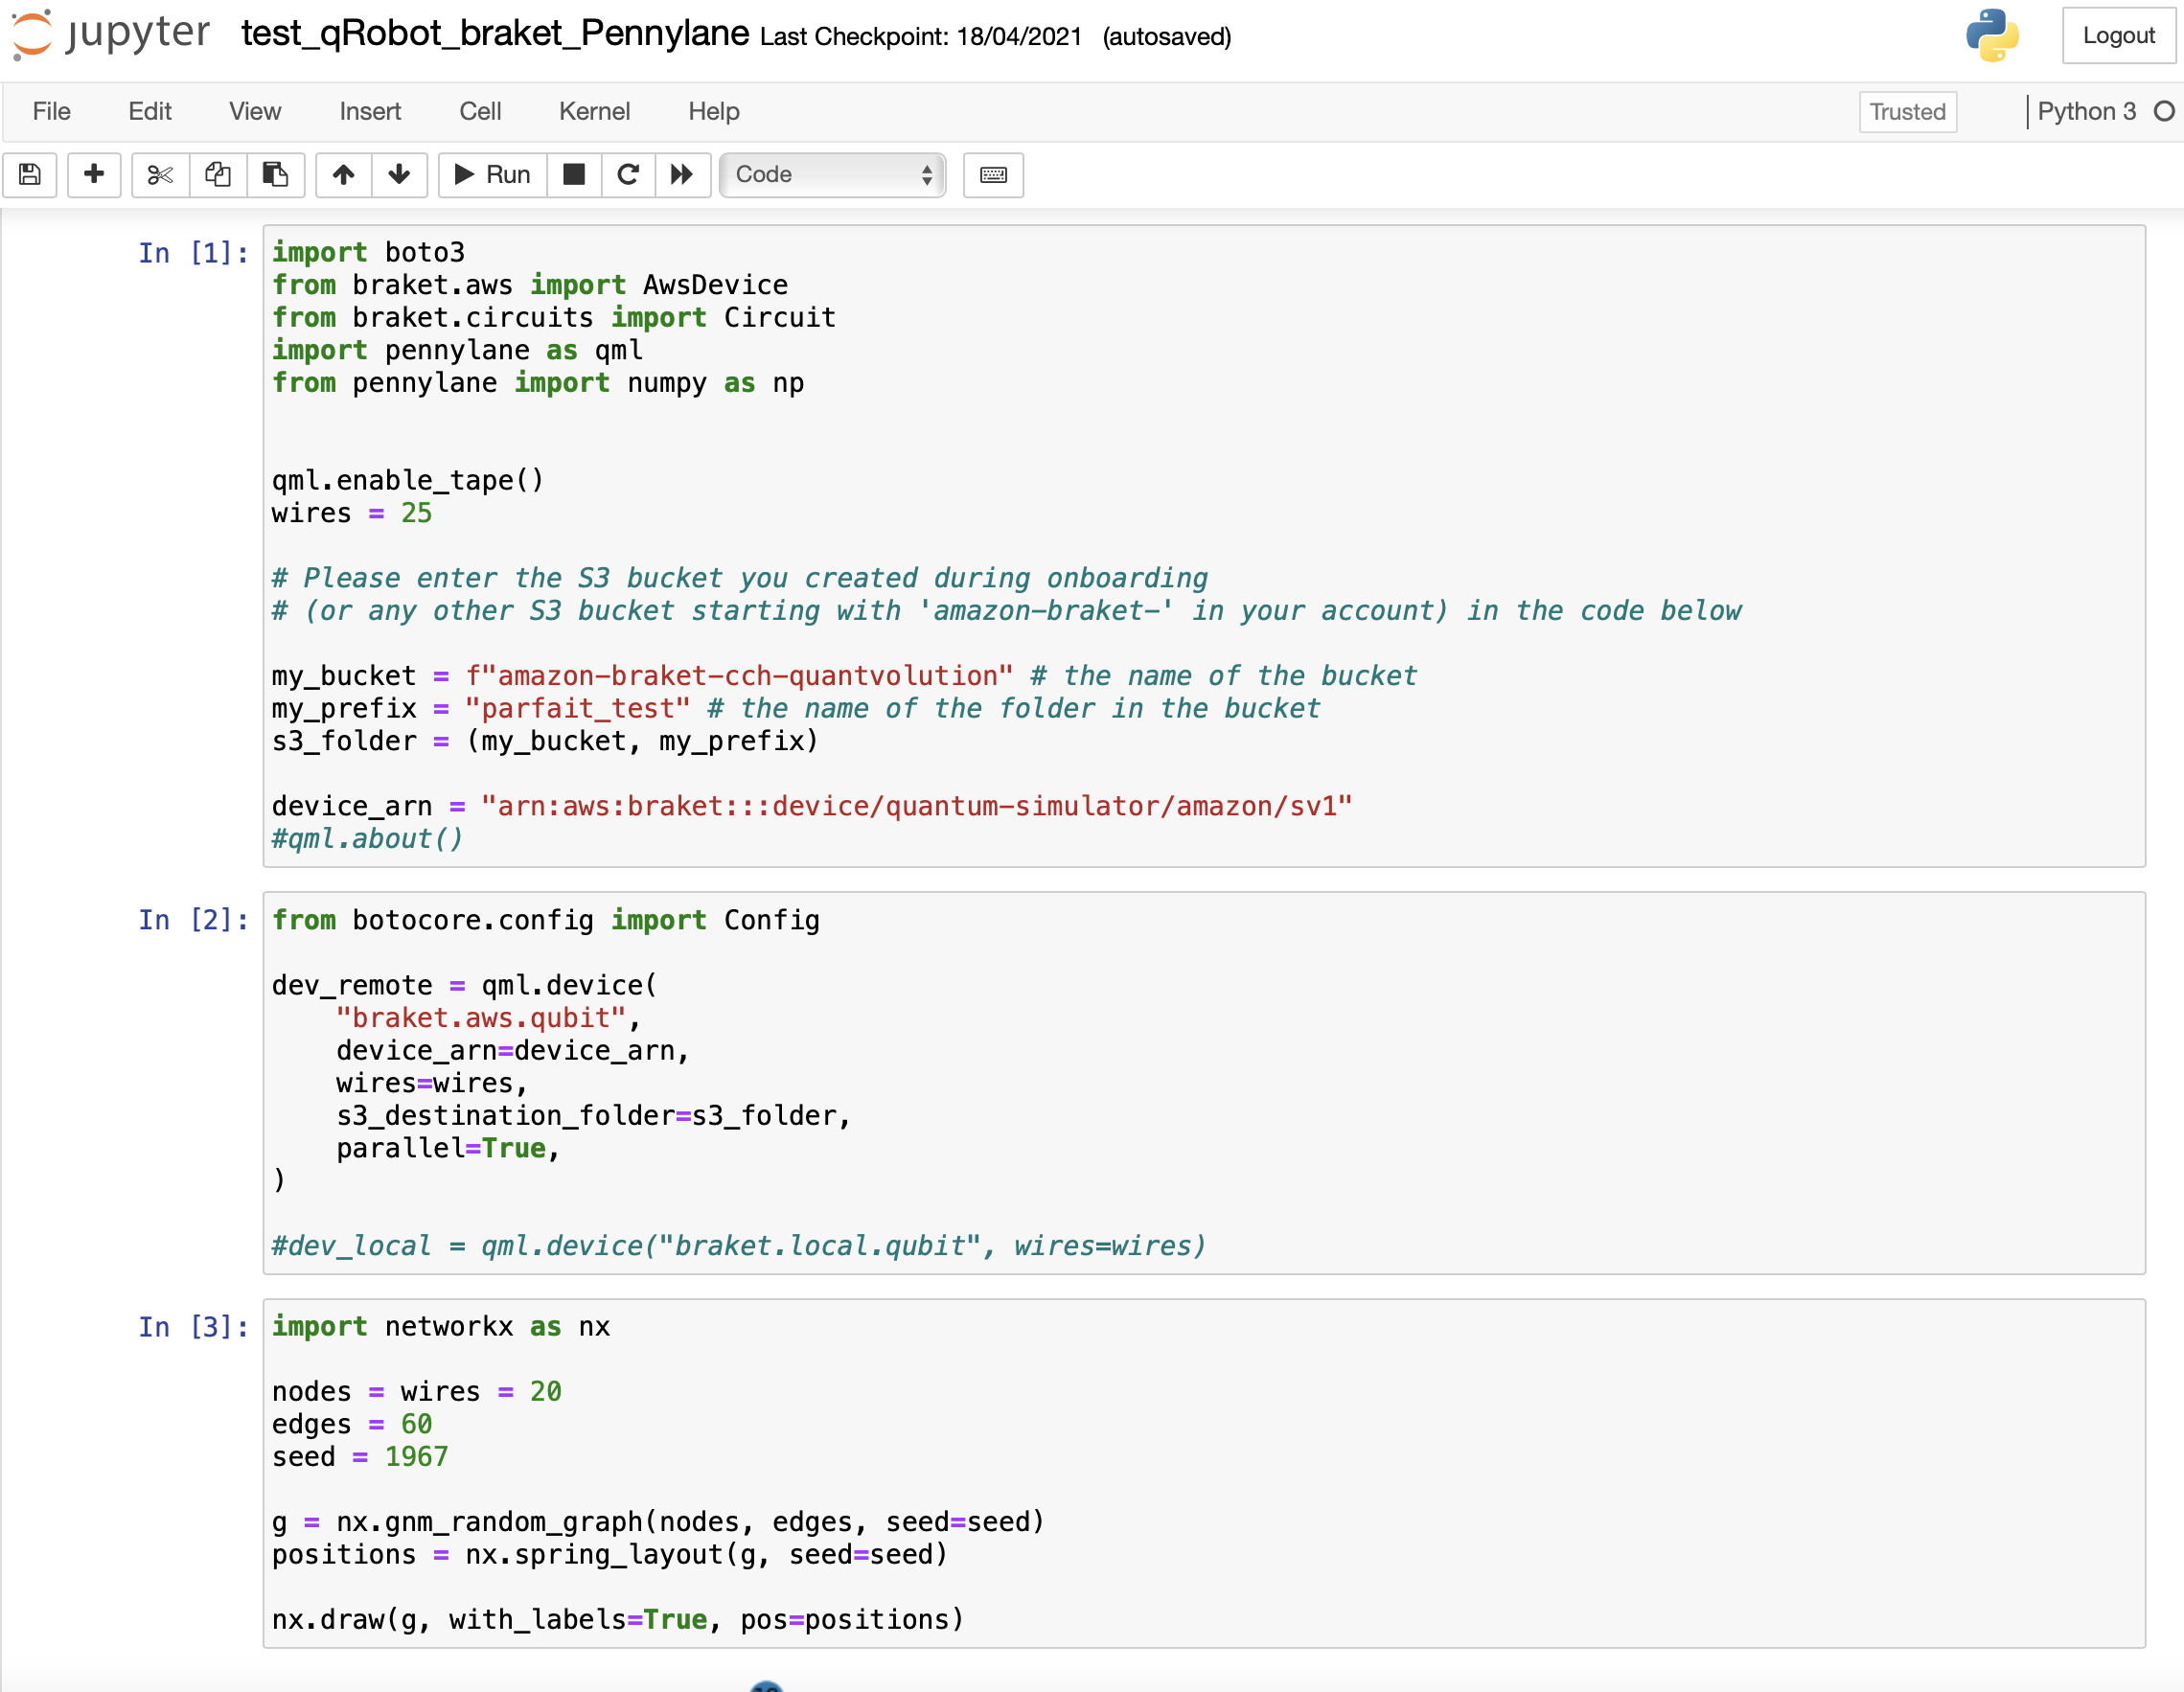 jupyter test_qRobot_braket_Pennylane Last Checkpoint: 18/04/2021 (autosaved) Logout
File Edit View Insert Cell Kernel Help Trusted Python 3
Run Code
In [1]:
import boto3
from braket.aws import AwsDevice
from braket.circuits import Circuit
import pennylane as qml
from pennylane import numpy as np
qml.enable_tape()
wires = 25
# Please enter the S3 bucket you created during onboarding
# (or any other S3 bucket starting with 'amazon-braket-' in your account) in the code below
my_bucket = f"amazon-braket-cch-quantvolution" # the name of the bucket
my_prefix = "parfait_test" # the name of the folder in the bucket
s3_folder = (my_bucket, my_prefix)
device_arn = "arn:aws:braket:::device/quantum-simulator/amazon/sv1"
#qml.about()
In [2]:
from botocore.config import Config
dev_remote = qml.device(
    "braket.aws.qubit",
    device_arn=device_arn,
    wires=wires,
    s3_destination_folder=s3_folder,
    parallel=True,
)
#dev_local = qml.device("braket.local.qubit", wires=wires)
In [3]:
import networkx as nx
nodes = wires = 20
edges = 60
seed = 1967
g = nx.gnm_random_graph(nodes, edges, seed=seed)
positions = nx.spring_layout(g, seed=seed)
nx.draw(g, with_labels=True, pos=positions)